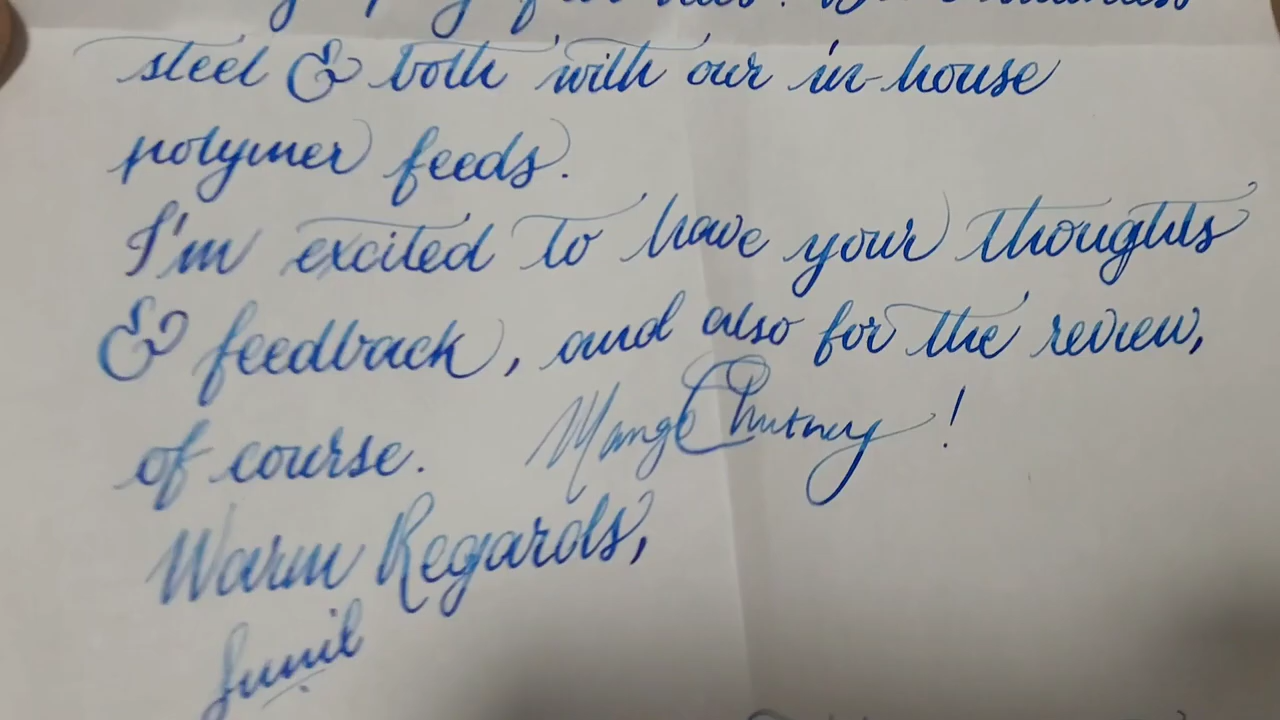 steel & both with our in-house
polymer feeds.
I'm excited to have your thoughts
& feedback, and also for the review,
of course. Mango Chutney!
Warm Regards,
Sunil